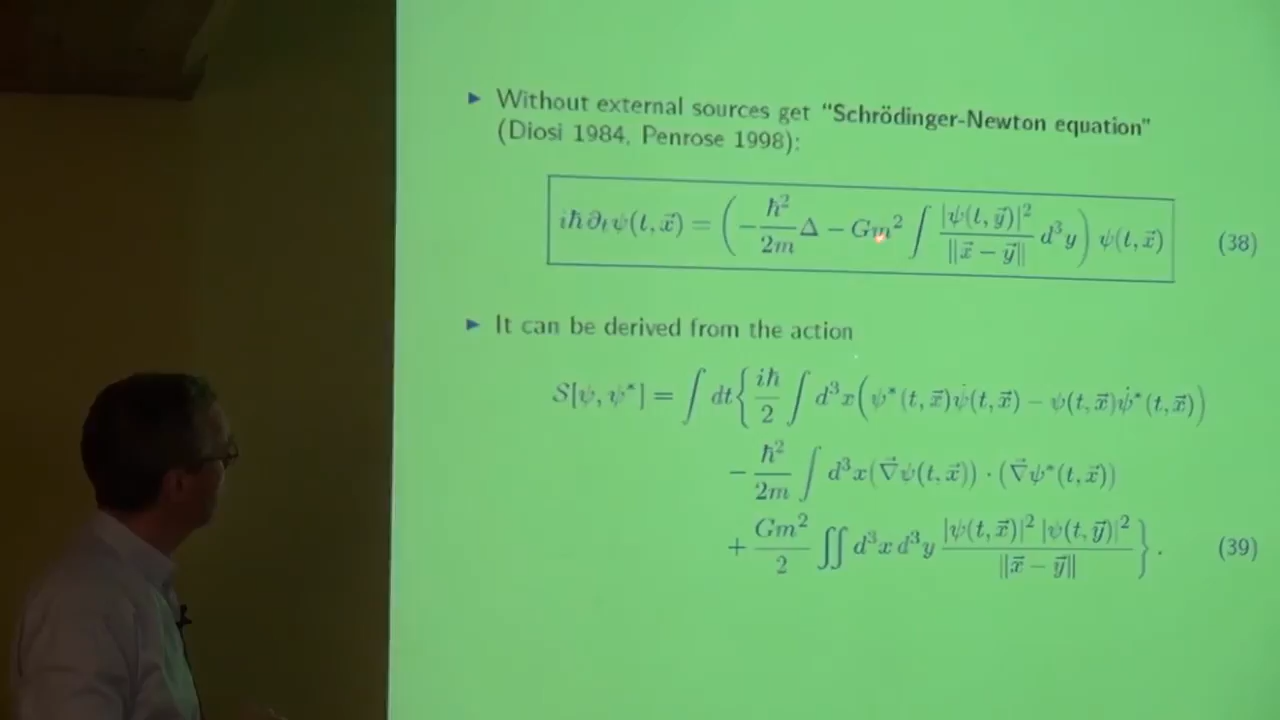 ► Without external sources get “Schrödinger-Newton equation”
(Diosi 1984, Penrose 1998):
iħ ∂ₜψ(t, x⃗) = ( −ħ²/2m Δ − Gm² ∫ |ψ(t, y⃗)|²/‖x⃗ − y⃗‖ d³y ) ψ(t, x⃗) (38)
► It can be derived from the action
S[ψ, ψ*] = ∫ dt{ iħ/2 ∫ d³x( ψ*(t, x⃗)ψ̇(t, x⃗) − ψ(t, x⃗)ψ̇*(t, x⃗) )
− ħ²/2m ∫ d³x(∇⃗ψ(t, x⃗)) · (∇⃗ψ*(t, x⃗))
+ Gm²/2 ∬ d³x d³y |ψ(t, x⃗)|² |ψ(t, y⃗)|²/‖x⃗ − y⃗‖ } . (39)